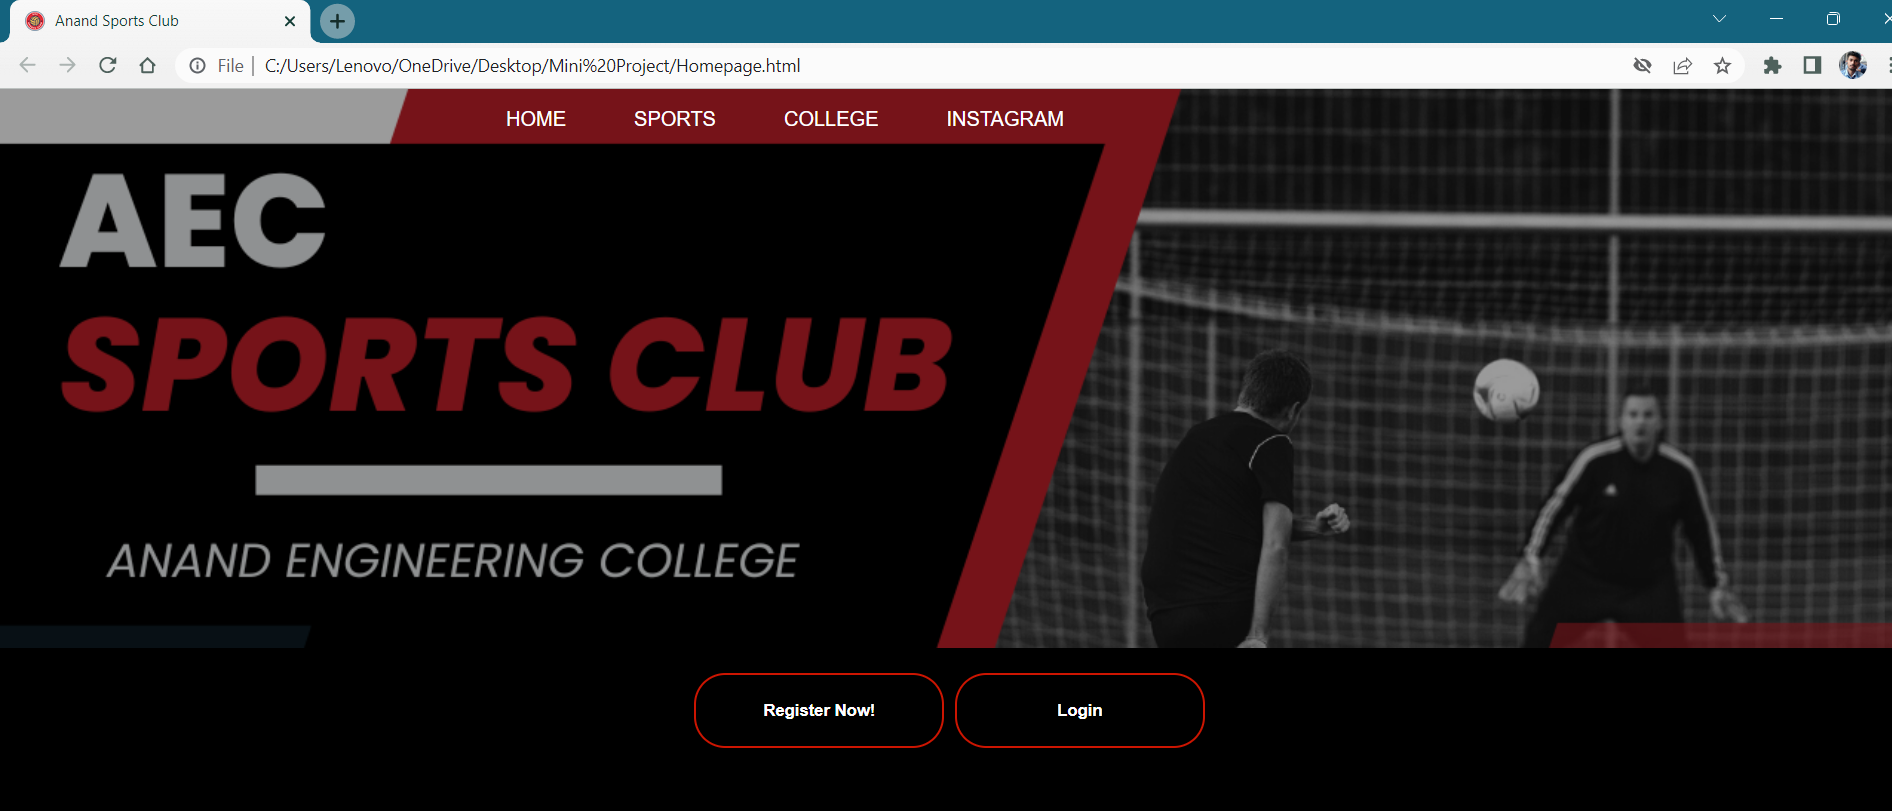 Anand Sports Club
File
C:/Users/Lenovo/OneDrive/Desktop/Mini%20Project/Homepage.html
HOME SPORTS COLLEGE INSTAGRAM
AEC
SPORTS CLUB
ANAND ENGINEERING COLLEGE
Register Now! Login